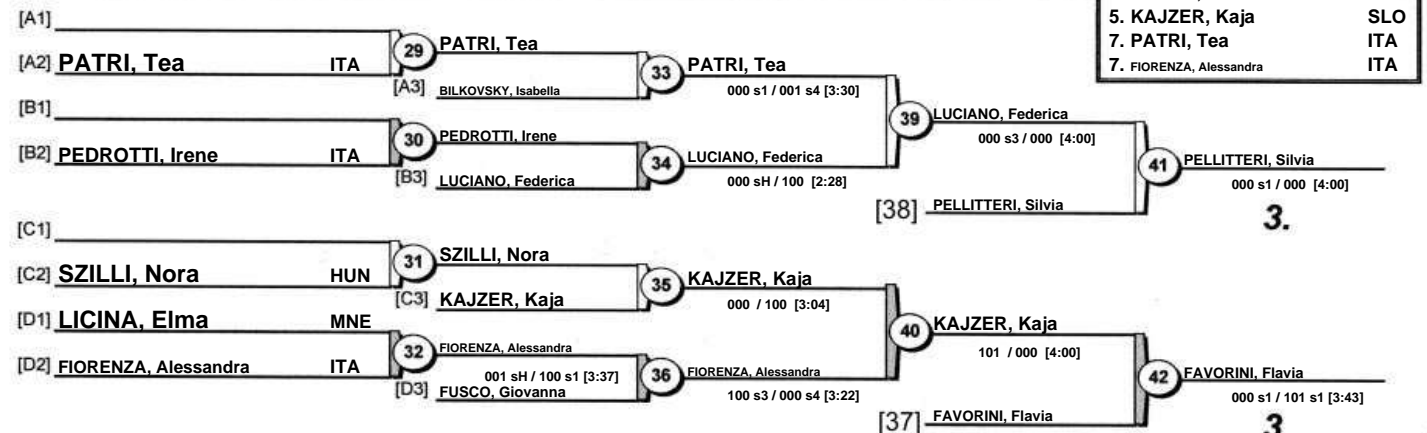 5. KAJZER, Kaja SLO
7. PATRI, Tea ITA
7. FIORENZA, Alessandra ITA
[A1]
[A2] PATRI, Tea ITA
29 PATRI, Tea
[A3] BILKOVSKY, Isabella
33 PATRI, Tea
000 s1 / 001 s4 [3:30]
[B1]
[B2] PEDROTTI, Irene ITA
30 PEDROTTI, Irene
[B3] LUCIANO, Federica
34 LUCIANO, Federica
000 sH / 100 [2:28]
39 LUCIANO, Federica
000 s3 / 000 [4:00]
[38] PELLITTERI, Silvia
41 PELLITTERI, Silvia
000 s1 / 000 [4:00]
3.
[C1]
[C2] SZILLI, Nora HUN
31 SZILLI, Nora
[C3] KAJZER, Kaja
35 KAJZER, Kaja
000 / 100 [3:04]
[D1] LICINA, Elma MNE
[D2] FIORENZA, Alessandra ITA
32 FIORENZA, Alessandra
001 sH / 100 s1 [3:37]
[D3] FUSCO, Giovanna
36 FIORENZA, Alessandra
100 s3 / 000 s4 [3:22]
40 KAJZER, Kaja
101 / 000 [4:00]
[37] FAVORINI, Flavia
42 FAVORINI, Flavia
000 s1 / 101 s1 [3:43]
3